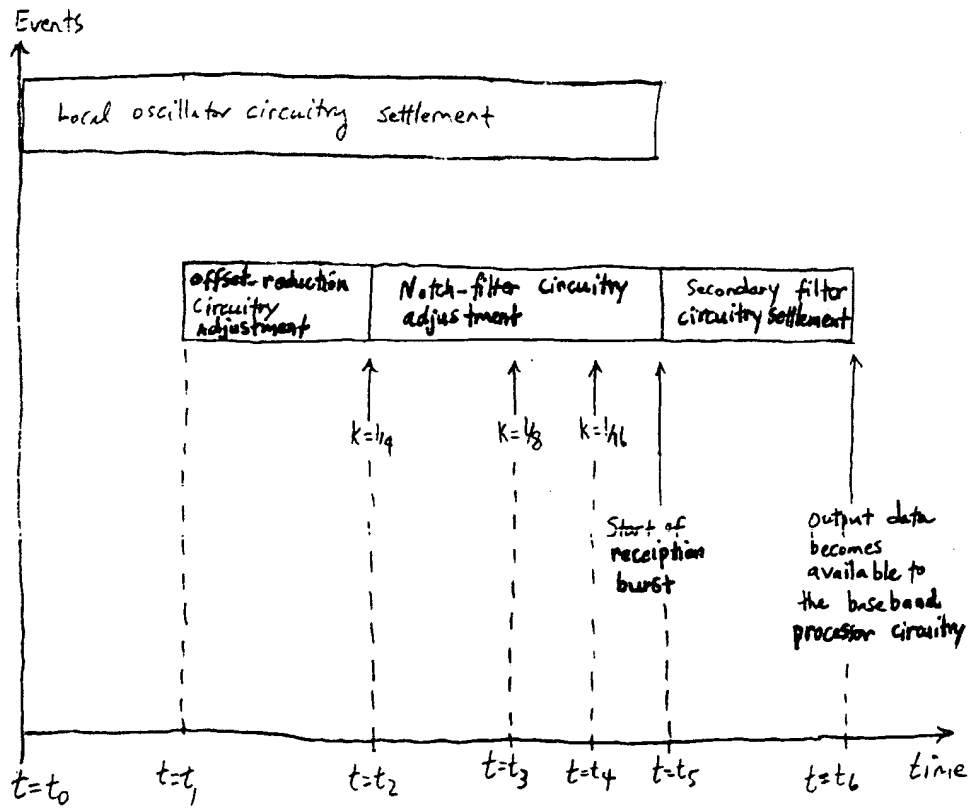 Events
Local oscillator circuitry settlement
offset-reduction
Circuitry
Adjustment
Notch-filter Circuitry
adjustment
Secondary filter
circuitry settlement
K=1/4
K=1/8
K=1/16
Start of
reception
burst
Output data
becomes
available to
the baseband
processor circuitry
t=t0
t=t1
t=t2
t=t3
t=t4
t=t5
t=t6
time